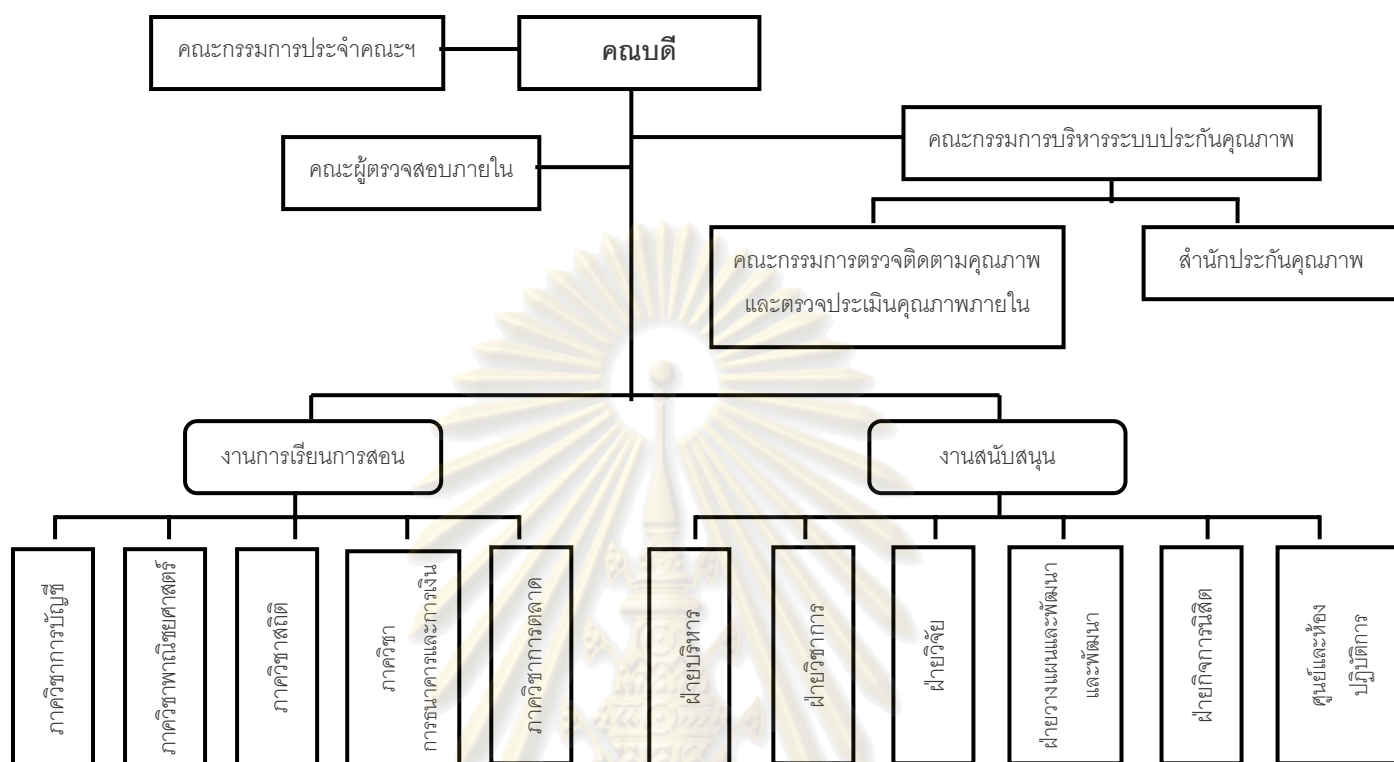 คณะกรรมการประจำคณะฯ
คณบดี
คณะกรรมการบริหารระบบประกันคุณภาพ
คณะผู้ตรวจสอบภายใน
คณะกรรมการตรวจติดตามคุณภาพ
และตรวจประเมินคุณภาพภายใน
สำนักประกันคุณภาพ
งานการเรียนการสอน
งานสนับสนุน
ภาควิชาการบัญชี
ภาควิชาพาณิชยศาสตร์
ภาควิชาสถิติ
ภาควิชา
การธนาคารและการเงิน
ภาควิชาการตลาด
ฝ่ายบริหาร
ฝ่ายวิชาการ
ฝ่ายวิจัย
ฝ่ายวางแผนและพัฒนา
และพัฒนา
ฝ่ายกิจการนิสิต
ศูนย์และห้อง
ปฏิบัติการ